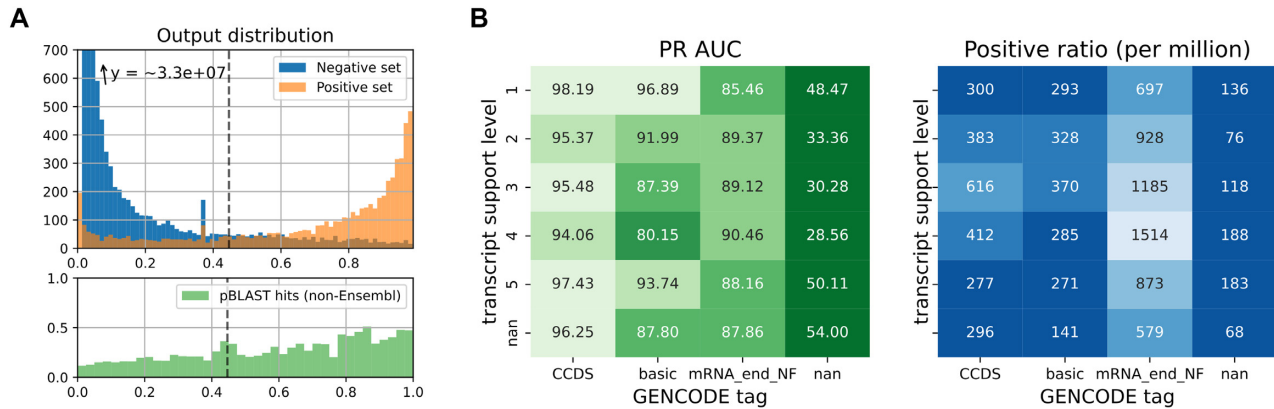 A
Output distribution
700
600
500
400
300
200
100
0
y = ~3.3e+07
Negative set
Positive set
0.0 0.2 0.4 0.6 0.8
1.0
0.5
0.0
pBLAST hits (non-Ensembl)
0.0 0.2 0.4 0.6 0.8 1.0
B
PR AUC
transcript support level
1 98.19 96.89 85.46 48.47
2 95.37 91.99 89.37 33.36
3 95.48 87.39 89.12 30.28
4 94.06 80.15 90.46 28.56
5 97.43 93.74 88.16 50.11
nan 96.25 87.80 87.86 54.00
CCDS basic mRNA_end_NF nan
GENCODE tag
Positive ratio (per million)
transcript support level
300 293 697 136
383 328 928 76
616 370 1185 118
412 285 1514 188
277 271 873 183
296 141 579 68
CCDS basic mRNA_end_NF nan
GENCODE tag